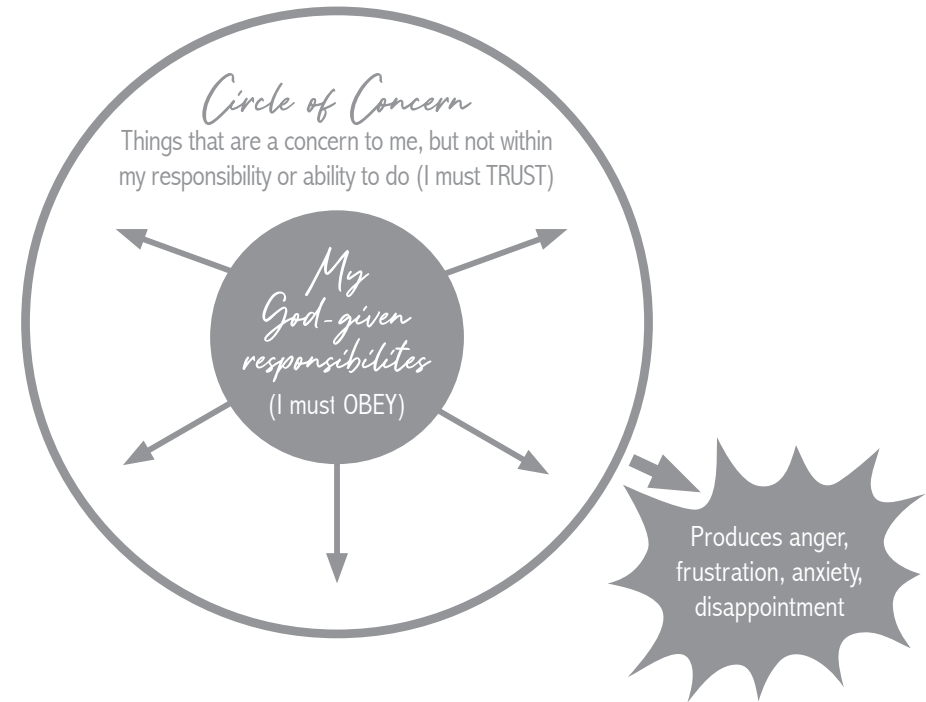 Circle of Concern
Things that are a concern to me, but not within
my responsibility or ability to do (I must TRUST)
My
God-given
responsibilites
(I must OBEY)
Produces anger,
frustration, anxiety,
disappointment